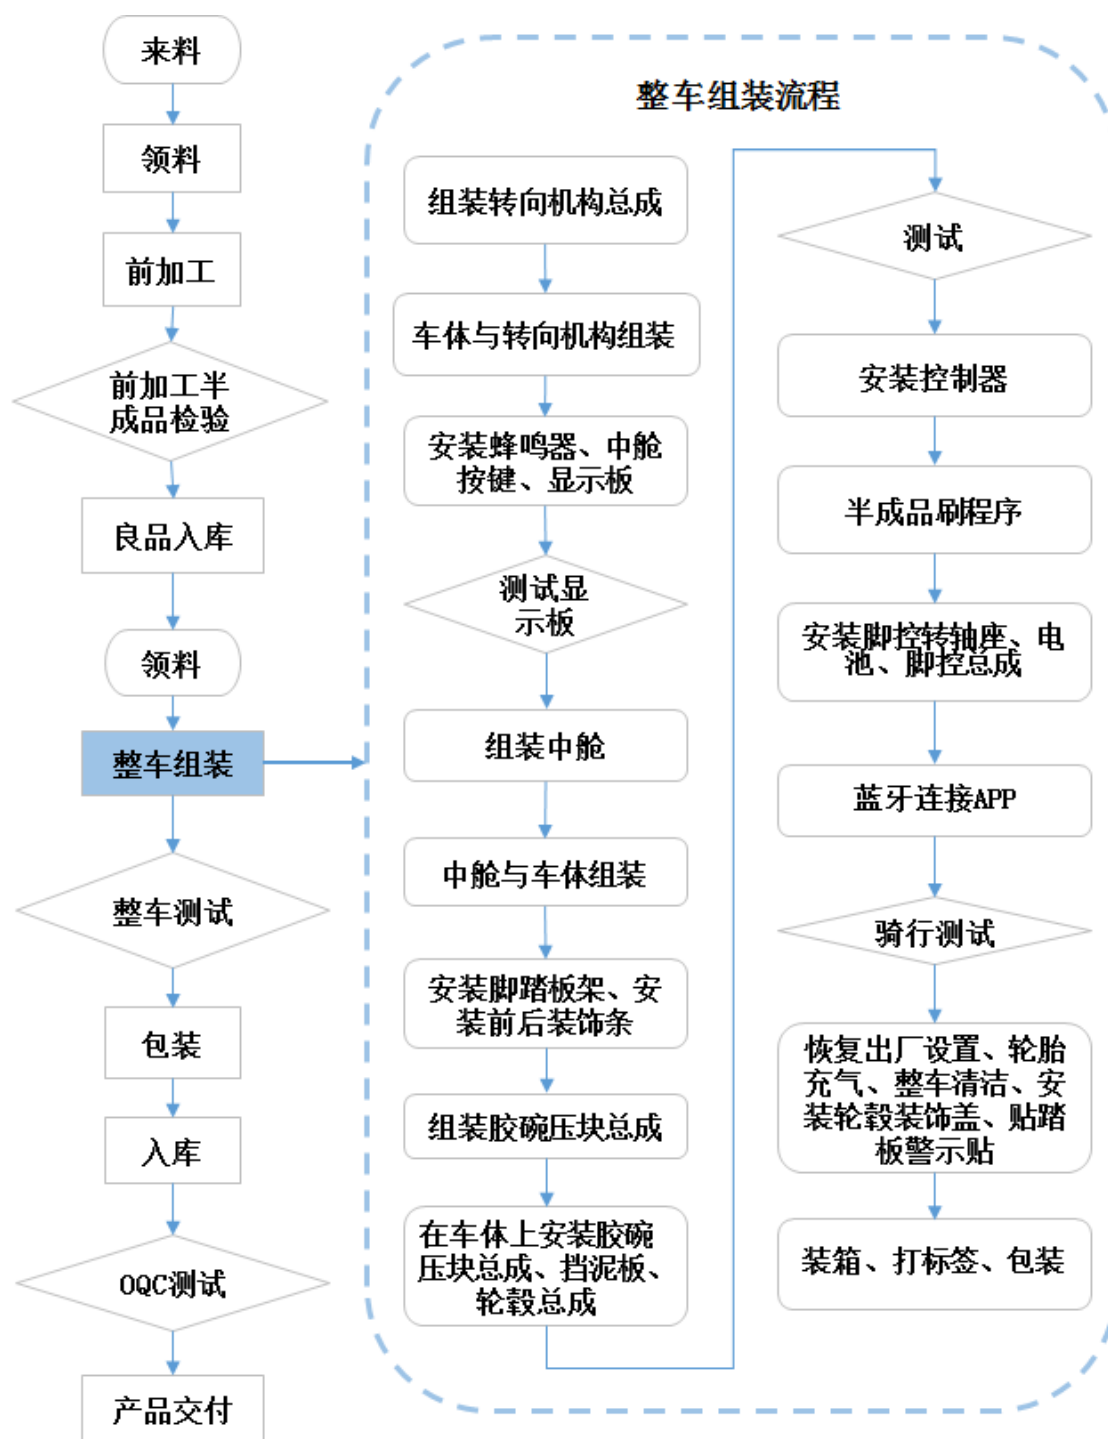 来料
领料
前加工
前加工半
成品检验
良品入库
领料
整车组装
整车测试
包装
入库
OQC测试
产品交付
整车组装流程
组装转向机构总成
车体与转向机构组装
安装蜂鸣器、中舱
按键、显示板
测试显
示板
组装中舱
中舱与车体组装
安装脚踏板架、安
装前后装饰条
组装胶碗压块总成
在车体上安装胶碗
压块总成、挡泥板、
轮毂总成
测试
安装控制器
半成品刷程序
安装脚控转轴座、电
池、脚控总成
蓝牙连接APP
骑行测试
恢复出厂设置、轮胎
充气、整车清洁、安
装轮毂装饰盖、贴踏
板警示贴
装箱、打标签、包装